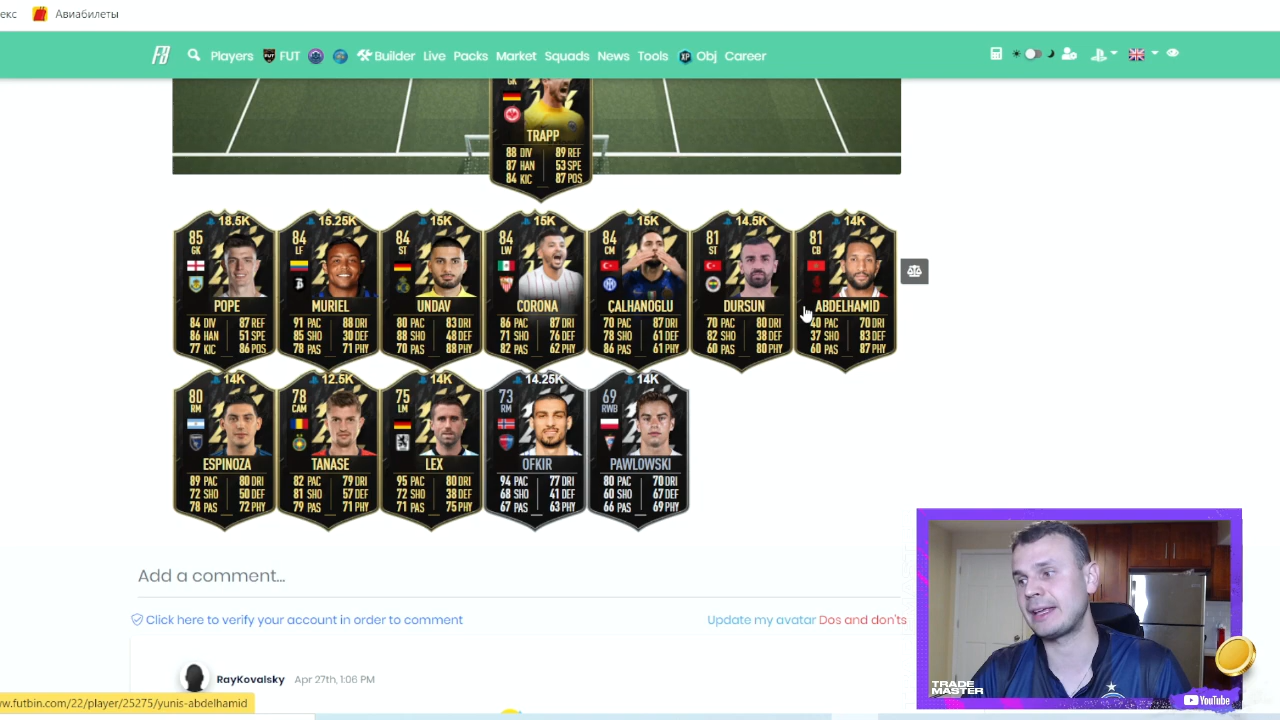 екс Авиабилеты
Players FUT Builder Live Packs Market Squads News Tools XP Obj Career
GK
TRAPP
88 DIV 89 REF
87 HAN 53 SPE
84 KIC 87 POS
18.5K 15.25K 15K 15K 15K 14.5K 14K
85 84 84 84 84 81 81
GK LF ST LW CM ST CB
POPE MURIEL UNDAV CORONA ÇALHANOĞLU DURSUN ABDELHAMID
84 DIV 87 REF 91 PAC 88 DRI 80 PAC 83 DRI 86 PAC 87 DRI 70 PAC 87 DRI 70 PAC 80 DRI 40 PAC 70 DRI
86 HAN 51 SPE 85 SHO 30 DEF 88 SHO 48 DEF 71 SHO 76 DEF 78 SHO 61 DEF 82 SHO 38 DEF 37 SHO 83 DEF
77 KIC 86 POS 78 PAS 71 PHY 70 PAS 88 PHY 82 PAS 62 PHY 86 PAS 61 PHY 60 PAS 80 PHY 60 PAS 87 PHY
14K 12.5K 14K 14.25K 14K
80 78 75 73 69
RM CAM LM RM RWB
ESPINOZA TANASE LEX OFKIR PAWLOWSKI
89 PAC 80 DRI 82 PAC 79 DRI 95 PAC 80 DRI 94 PAC 77 DRI 80 PAC 70 DRI
72 SHO 50 DEF 81 SHO 57 DEF 72 SHO 38 DEF 68 SHO 41 DEF 60 SHO 67 DEF
78 PAS 72 PHY 79 PAS 71 PHY 71 PAS 75 PHY 67 PAS 63 PHY 66 PAS 69 PHY
Add a comment...
Click here to verify your account in order to comment Update my avatar Dos and don'ts
RayKovalsky Apr 27th, 1:06 PM
w.futbin.com/22/player/25275/yunis-abdelhamid
TRADE
MASTER
YouTube